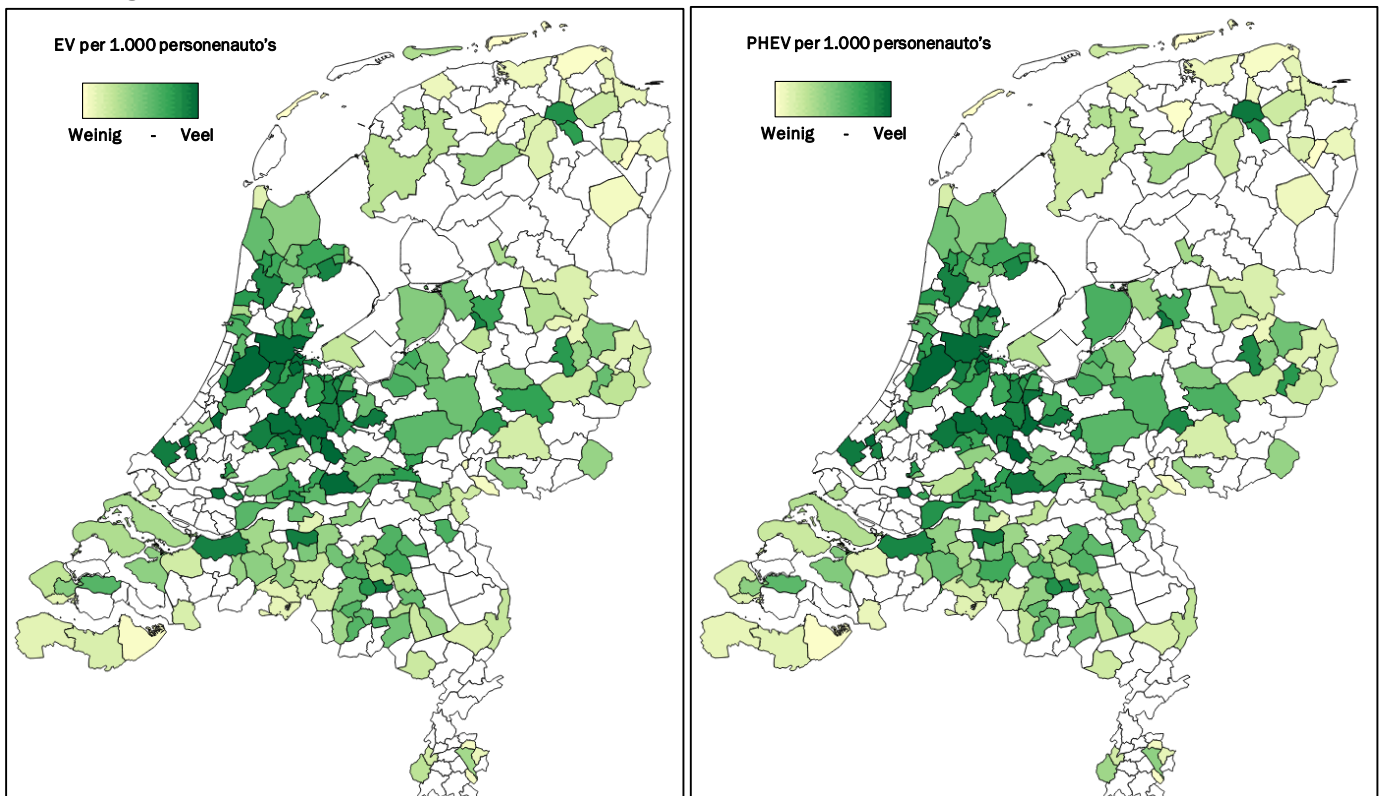 EV per 1.000 personenauto's
Weinig - Veel
PHEV per 1.000 personenauto's
Weinig - Veel